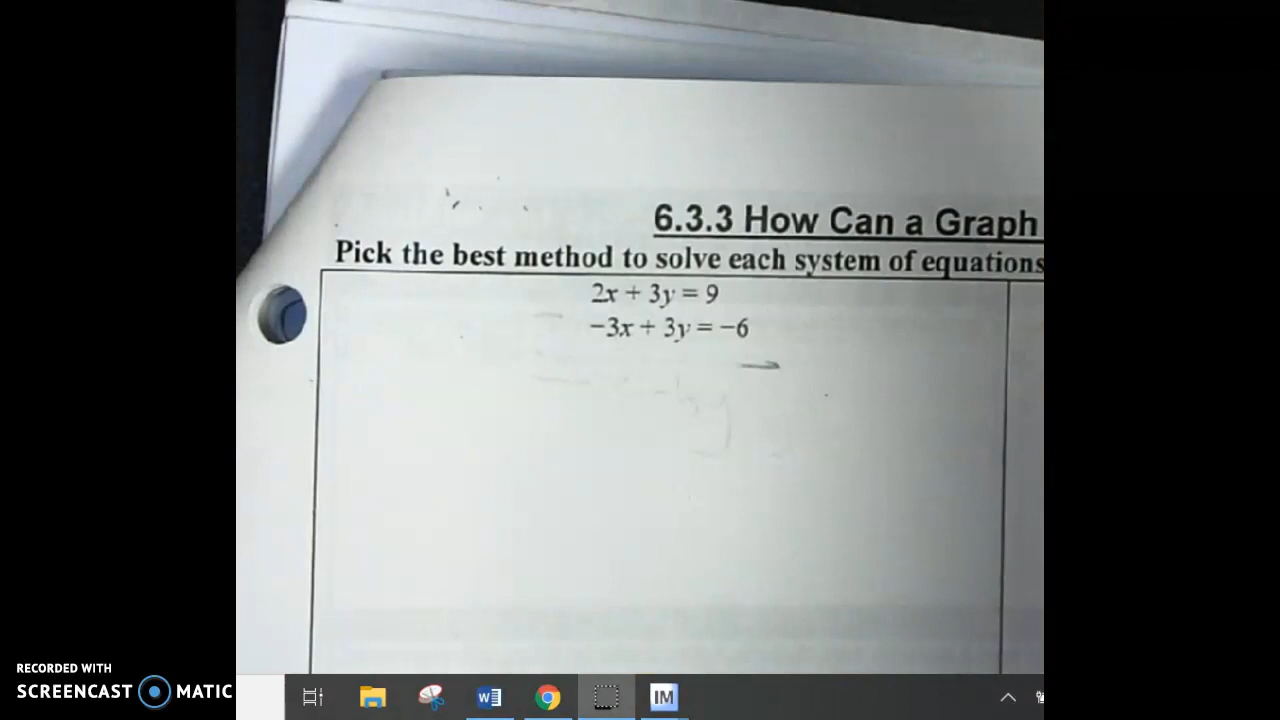 6.3.3 How Can a Graph
Pick the best method to solve each system of equations
2x + 3y = 9
−3x + 3y = −6
RECORDED WITH
SCREENCAST MATIC
W
IM